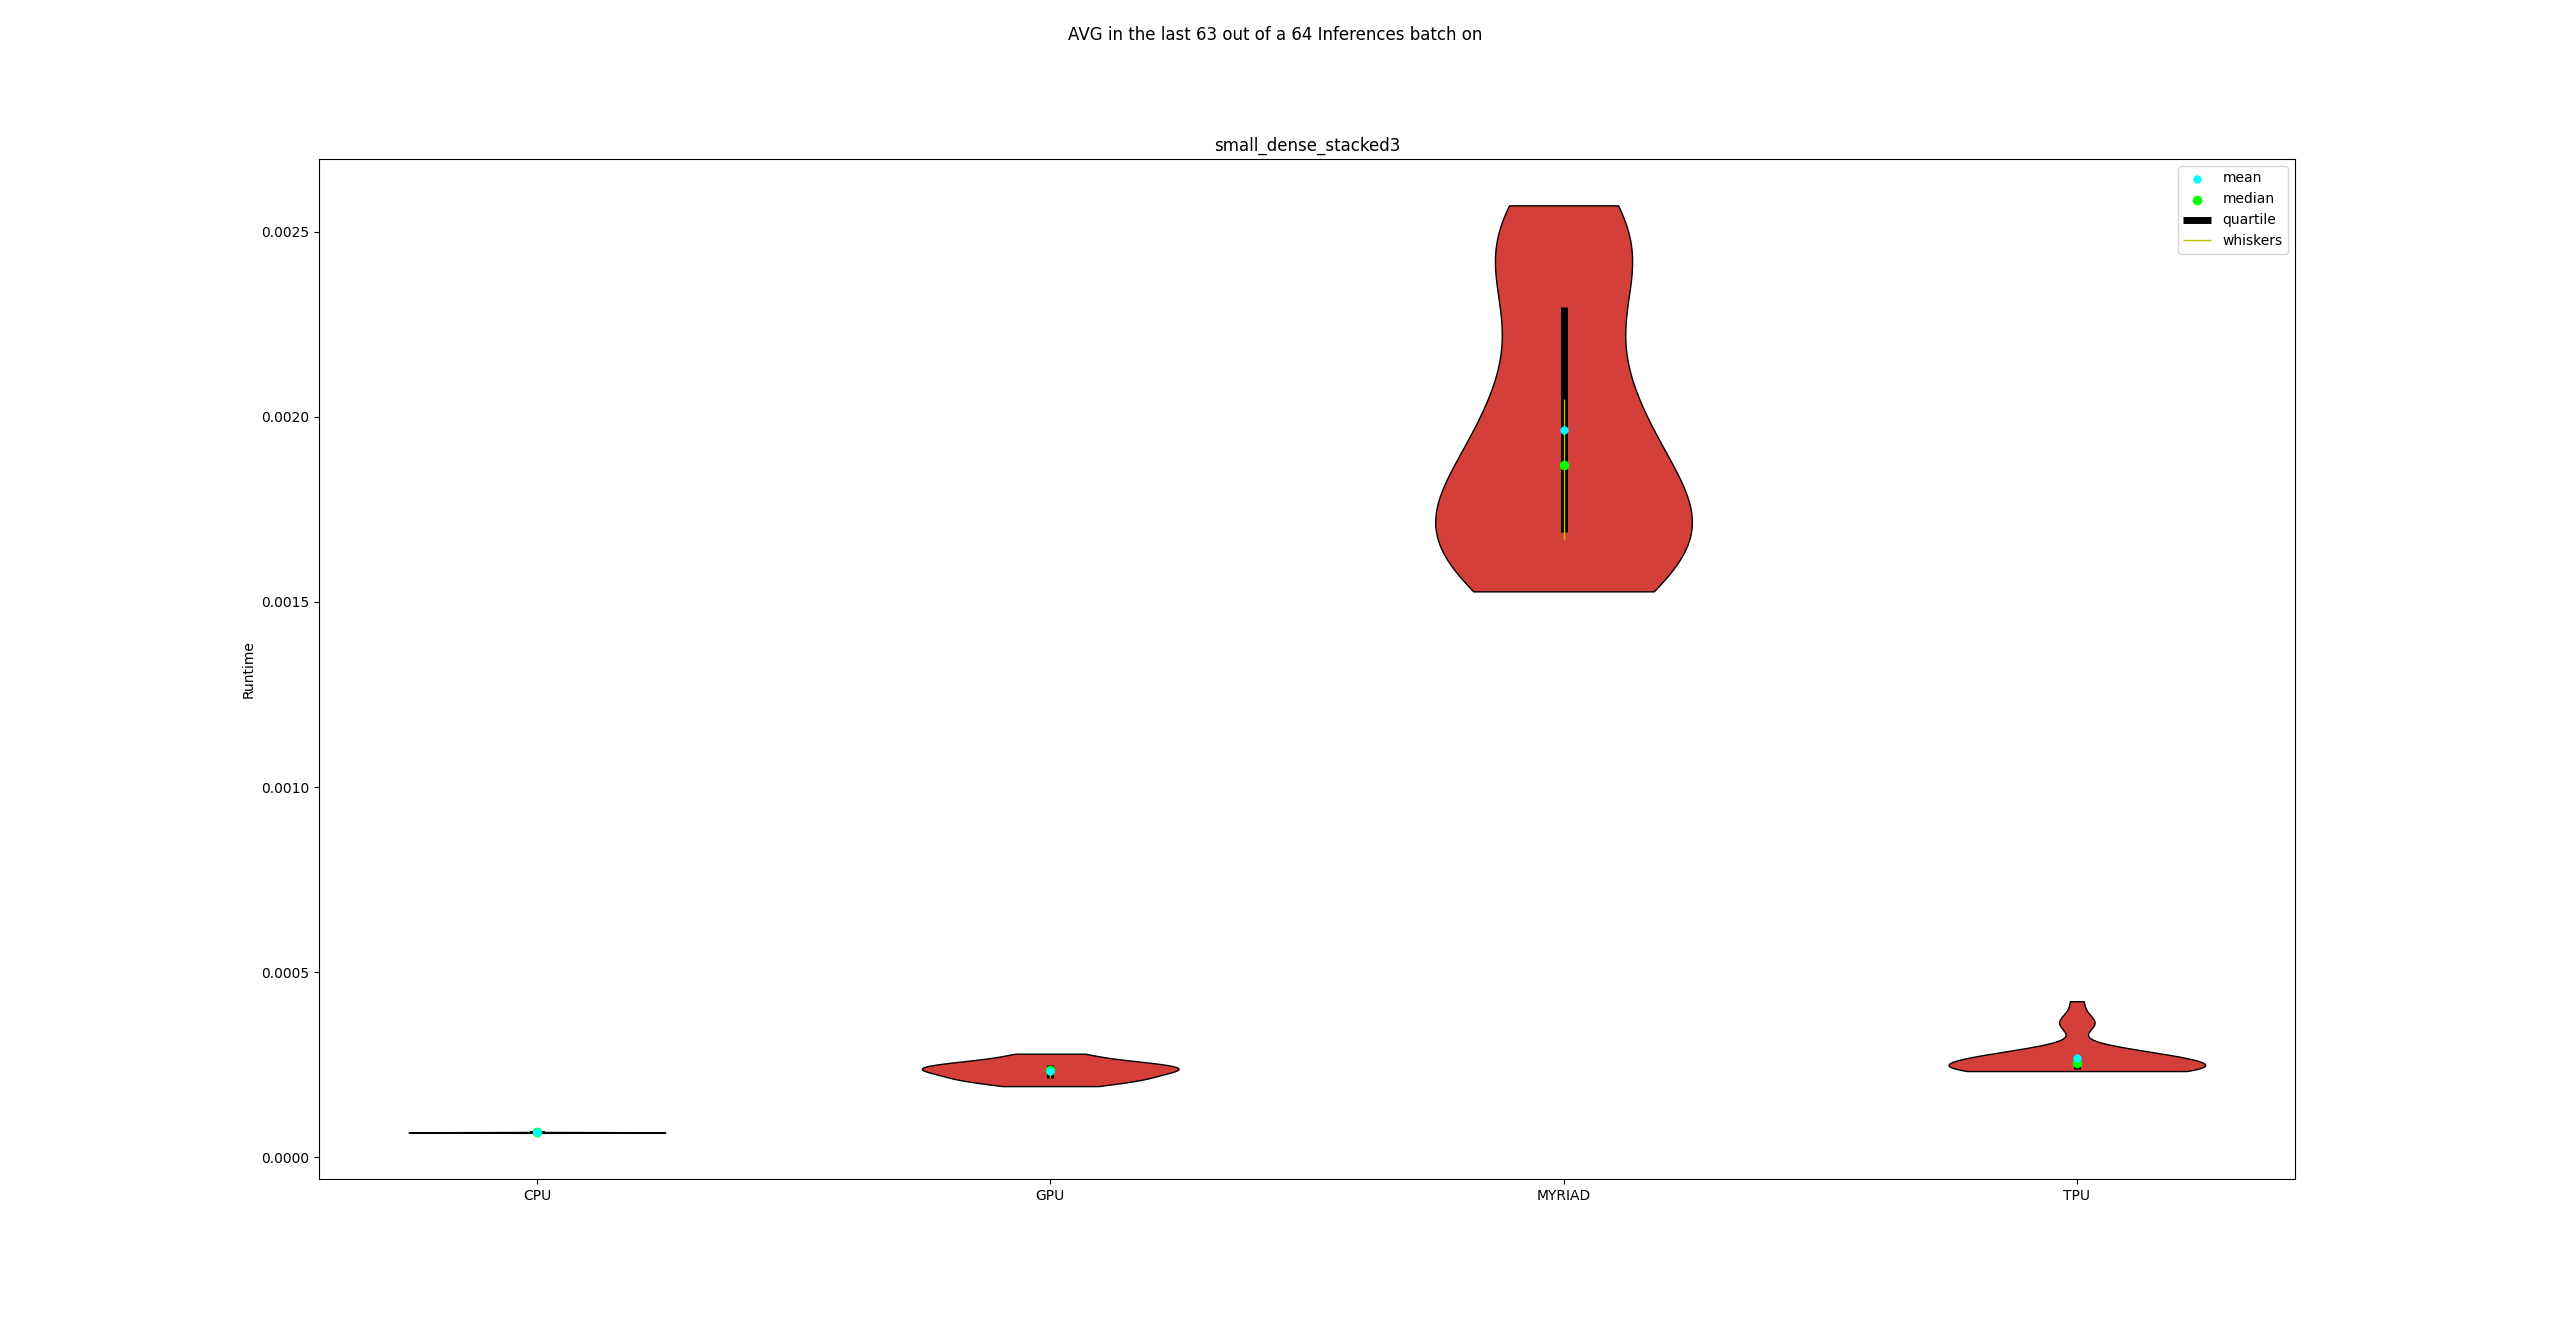 AVG in the last 63 out of a 64 Inferences batch on
small_dense_stacked3
mean
median
quartile
whiskers
0.0025
0.0020
0.0015
0.0010
0.0005
0.0000
Runtime
CPU
GPU
MYRIAD
TPU